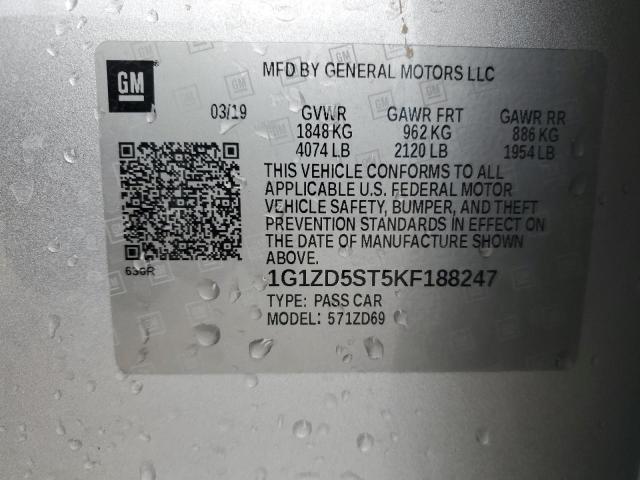 GM
MFD BY GENERAL MOTORS LLC
03/19 GVWR GAWR FRT GAWR RR
1848 KG 962 KG 886 KG
4074 LB 2120 LB 1954 LB
THIS VEHICLE CONFORMS TO ALL
APPLICABLE U.S. FEDERAL MOTOR
VEHICLE SAFETY, BUMPER, AND THEFT
PREVENTION STANDARDS IN EFFECT ON
THE DATE OF MANUFACTURE SHOWN
ABOVE.
636R
1G1ZD5ST5KF188247
TYPE: PASS CAR
MODEL: 571ZD69